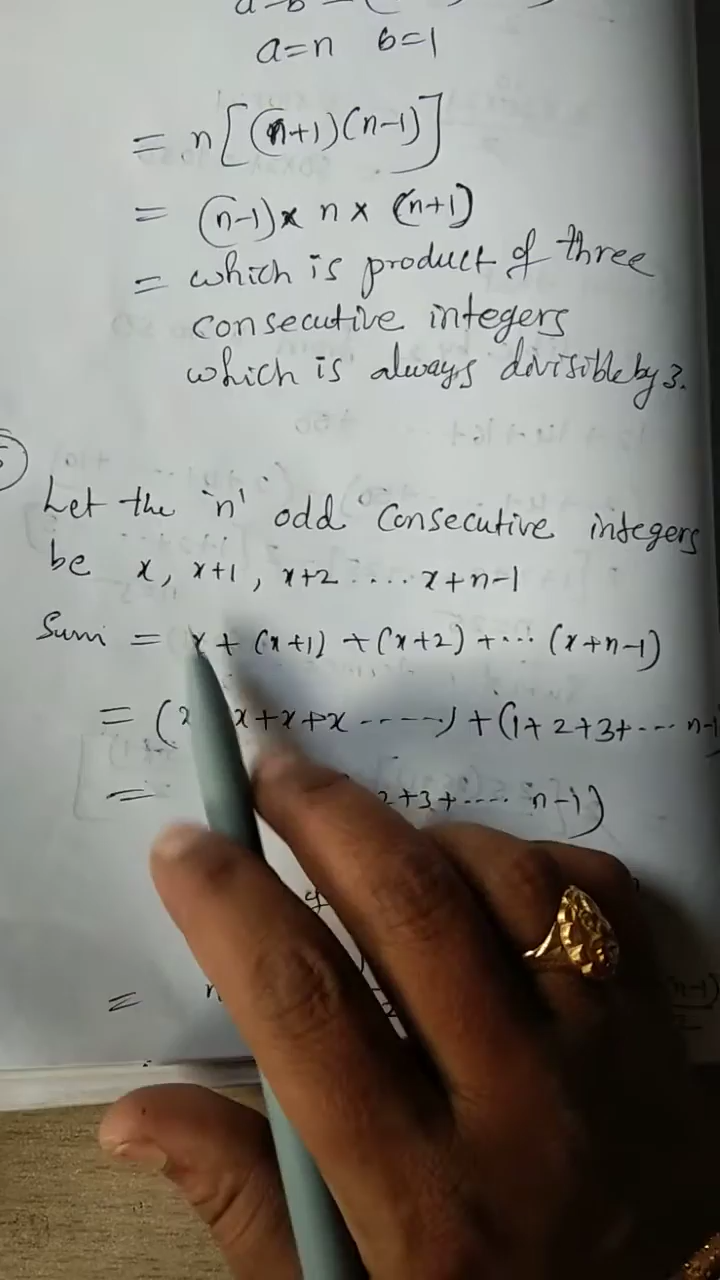 a=n b=1
= n[(n+1)(n-1)]
= (n-1)× n × (n+1)
= which is product of three
consecutive integers
which is always divisible by 3.
Let the 'n' odd consecutive integers
be x, x+1, x+2 .... x+n-1
Sum = x + (x+1) + (x+2) + ... (x+n-1)
= ( x+x+x -----) + (1+2+3+---- n-1
= 2+3+---- n-1)
=